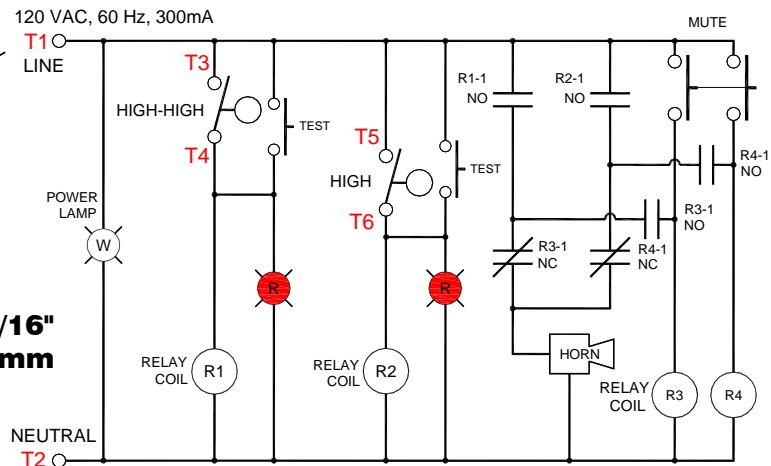 120 VAC, 60 Hz, 300mA
T1
LINE
MUTE
T3
HIGH-HIGH
T4
TEST
T5
HIGH
T6
TEST
R1-1
NO
R2-1
NO
R4-1
NO
R3-1
NO
R3-1
NC
R4-1
NC
POWER
LAMP
W
R
R
/16"
mm
RELAY
COIL
R1
RELAY
COIL
R2
HORN
RELAY
COIL
R3
R4
NEUTRAL
T2